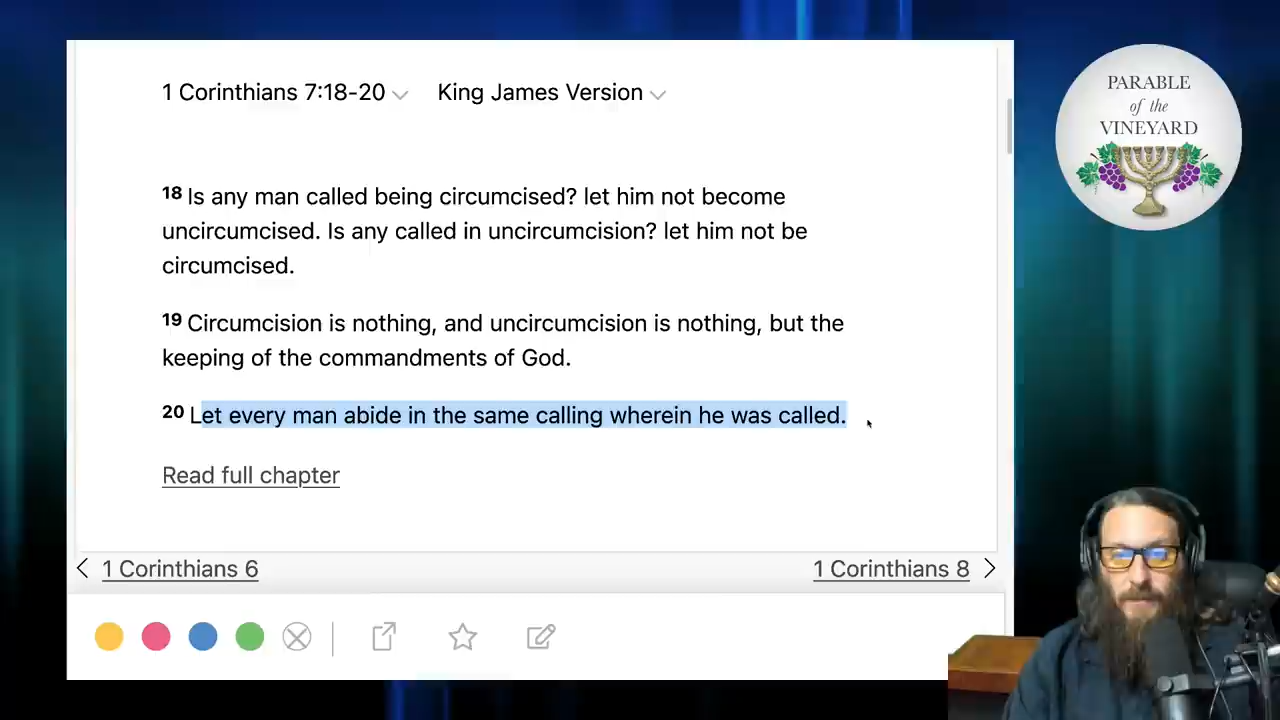 1 Corinthians 7:18-20 King James Version
PARABLE
of the
VINEYARD
18 Is any man called being circumcised? let him not become
uncircumcised. Is any called in uncircumcision? let him not be
circumcised.
19 Circumcision is nothing, and uncircumcision is nothing, but the
keeping of the commandments of God.
20 Let every man abide in the same calling wherein he was called.
Read full chapter
1 Corinthians 6
1 Corinthians 8